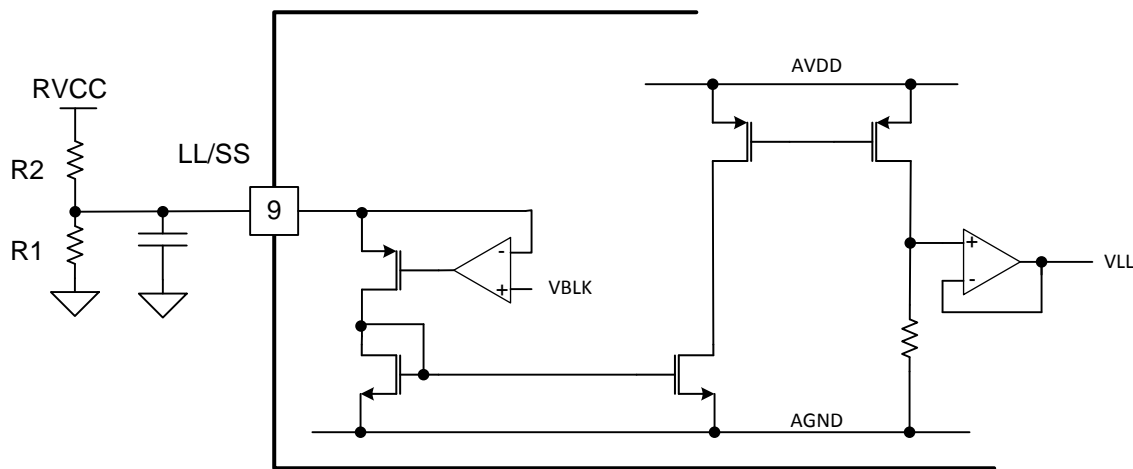 AVDD
RVCC
LL/SS
R2
9
R1
-
+
VBLK
+
-
VLL
AGND